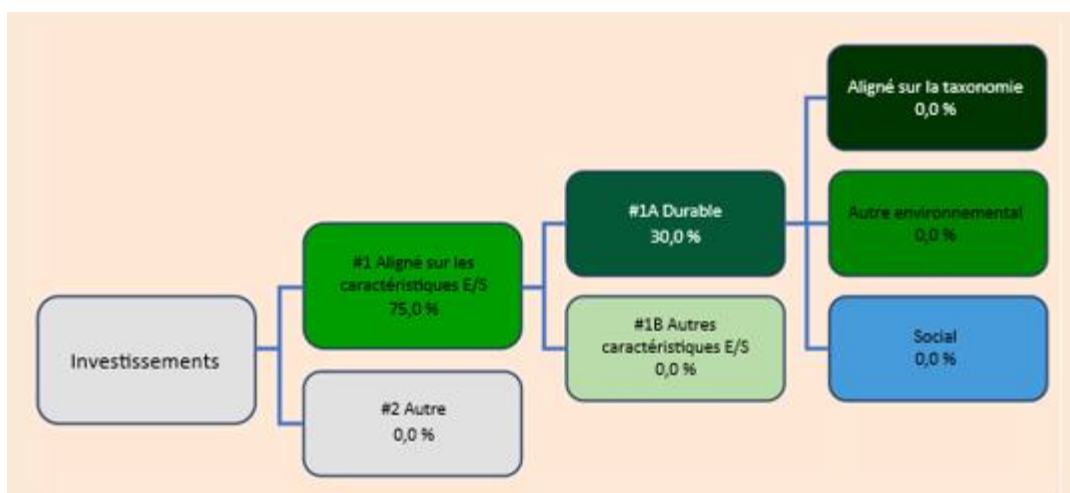 Investissements
#1 Aligné sur les
caractéristiques E/S
75,0 %
#2 Autre
0,0 %
#1A Durable
30,0 %
#1B Autres
caractéristiques E/S
0,0 %
Aligné sur la taxonomie
0,0 %
Autre environnemental
0,0 %
Social
0,0 %